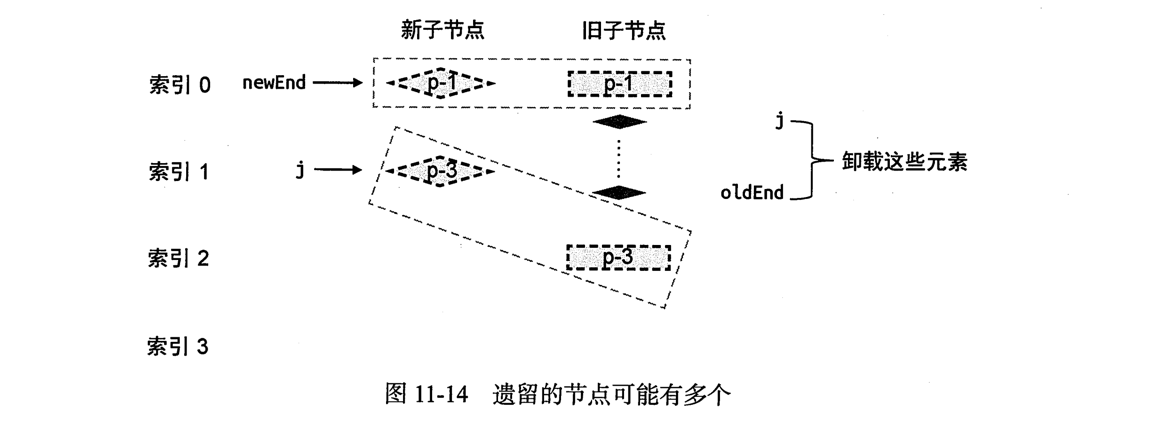 新子节点 旧子节点
索引 0 newEnd p-1 p-1
j
索引 1 j p-3 卸载这些元素
oldEnd
索引 2 p-3
索引 3
图 11-14 遗留的节点可能有多个